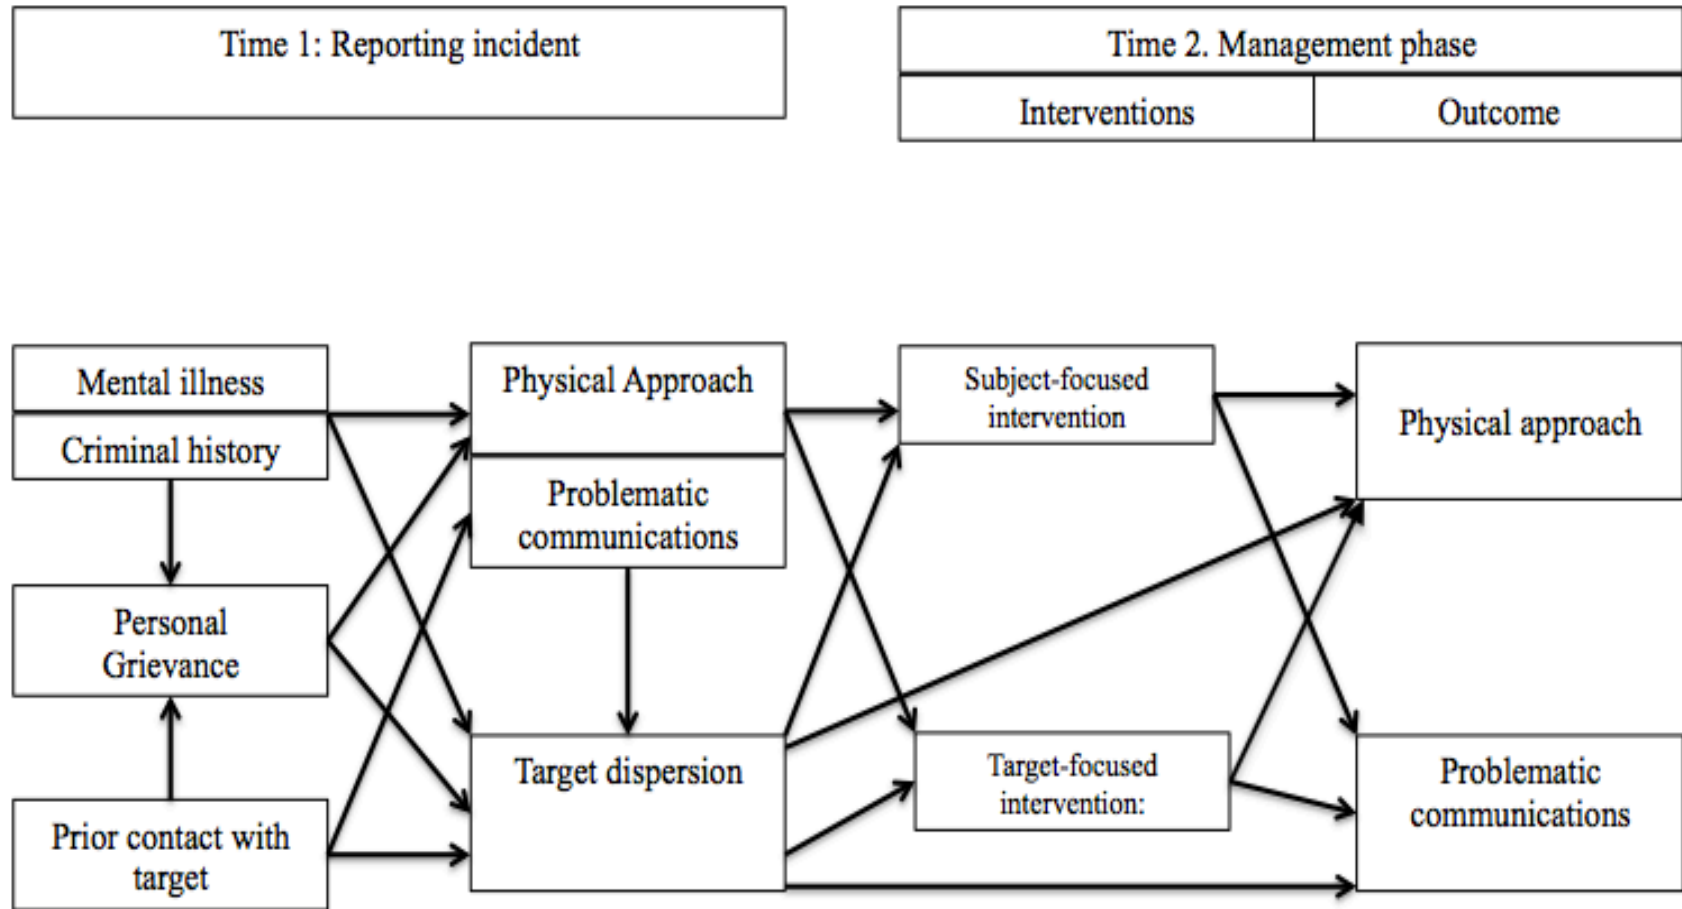 Time 1: Reporting incident
Time 2. Management phase
Interventions
Outcome
Mental illness
Criminal history
Personal
Grievance
Prior contact with
target
Physical Approach
Problematic
communications
Target dispersion
Subject-focused
intervention
Target-focused
intervention:
Physical approach
Problematic
communications